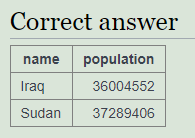 Correct answer
name population
Iraq 36004552
Sudan 37289406